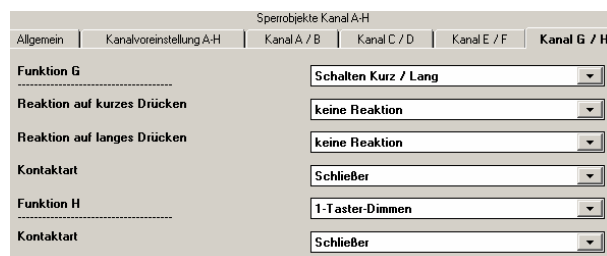 Sperrobjekte Kanal A-H
Allgemein Kanalvoreinstellung A-H Kanal A / B Kanal C / D Kanal E / F Kanal G / H
Funktion G Schalten Kurz / Lang
Reaktion auf kurzes Drücken keine Reaktion
Reaktion auf langes Drücken keine Reaktion
Kontaktart Schließer
Funktion H 1-Taster-Dimmen
Kontaktart Schließer